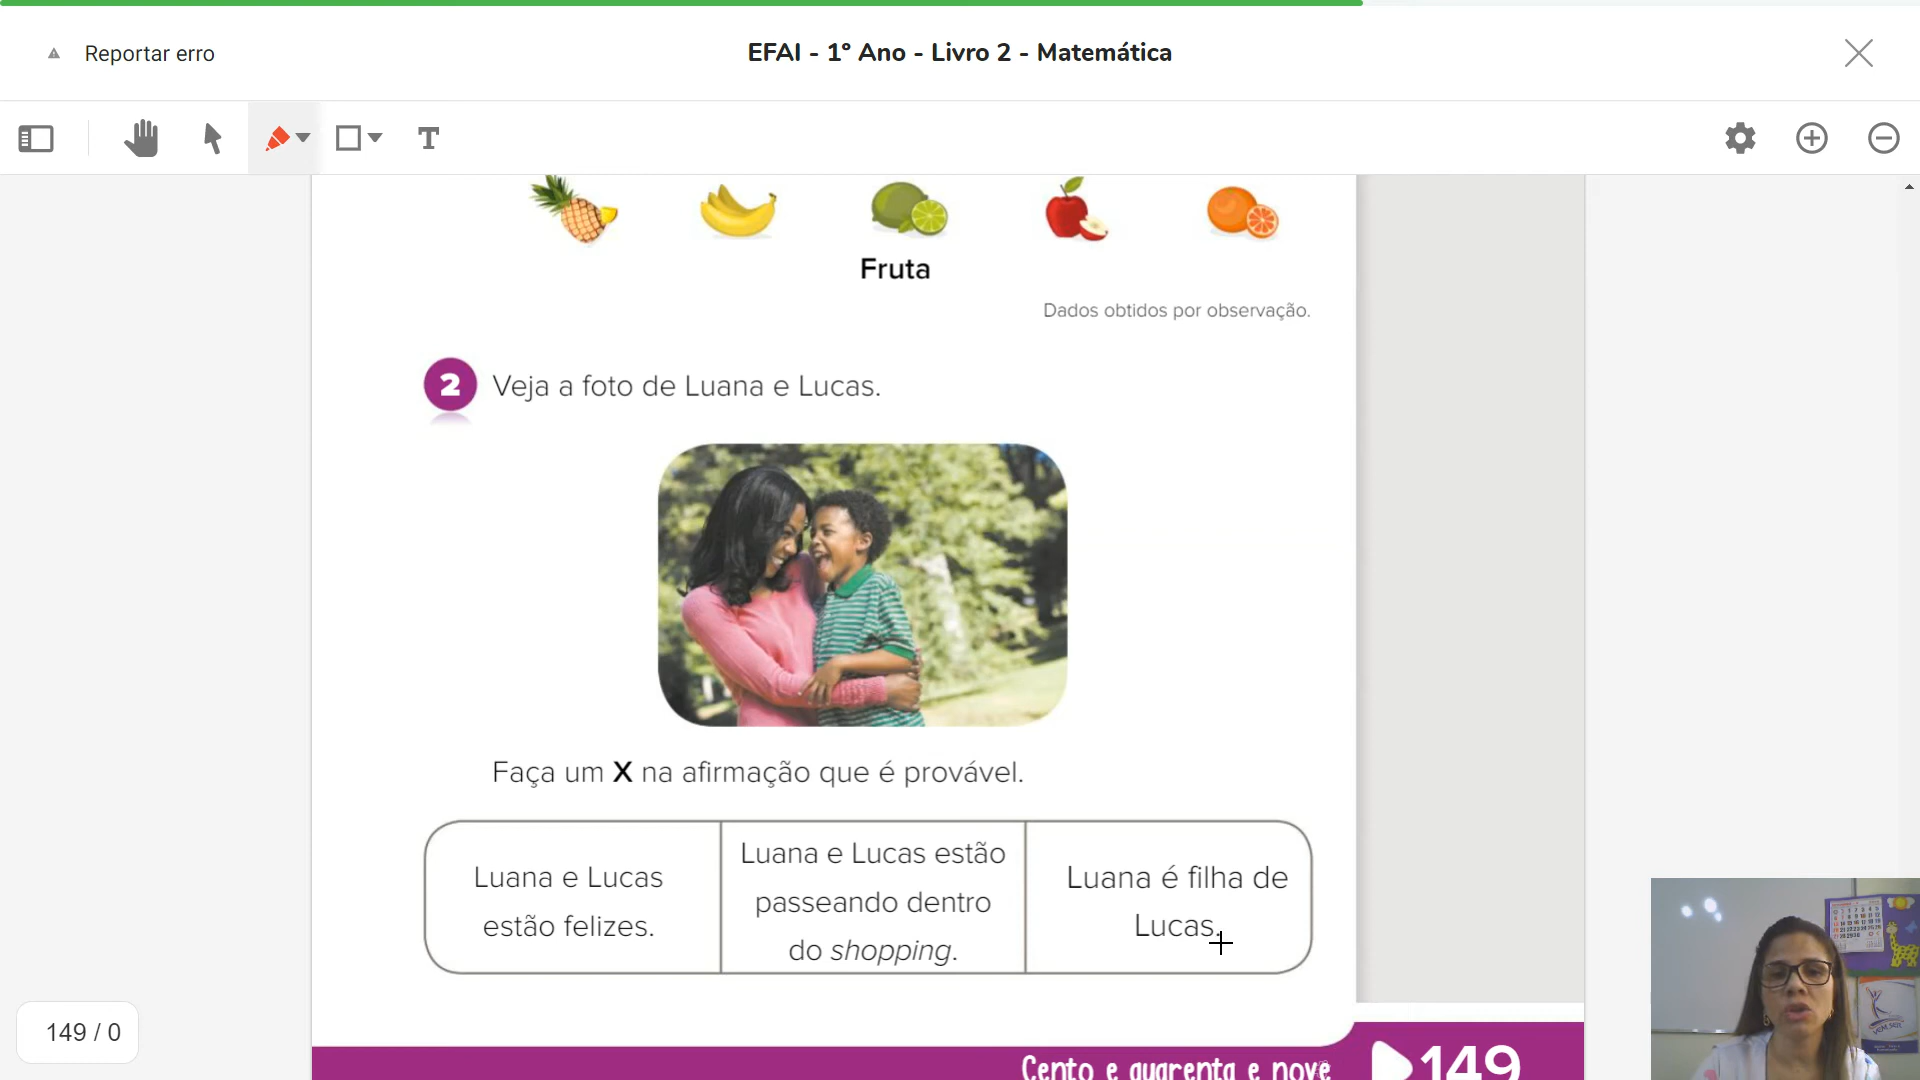 Reportar erro
EFAI - 1º Ano - Livro 2 - Matemática
T
Fruta
Dados obtidos por observação.
2 Veja a foto de Luana e Lucas.
Faça um X na afirmação que é provável.
Luana e Lucas
estão felizes.
Luana e Lucas estão
passeando dentro
do shopping.
Luana é filha de
Lucas.
149 / 0
Cento e quarenta e nove 149